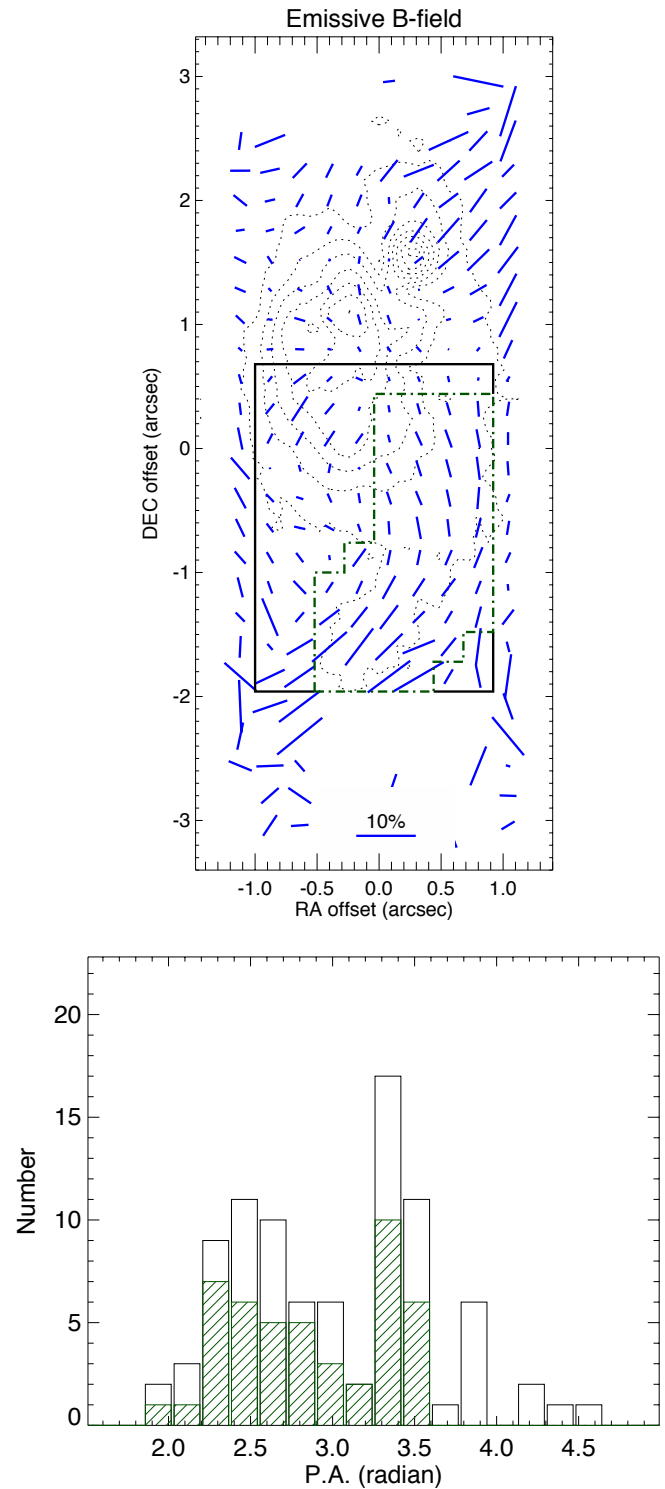 Emissive B-field
3
2
1
0
-1
-2
-3
DEC offset (arcsec)
10%
-1.0 -0.5 0.0 0.5 1.0
RA offset (arcsec)
20
15
10
5
0
Number
2.0 2.5 3.0 3.5 4.0 4.5
P.A. (radian)